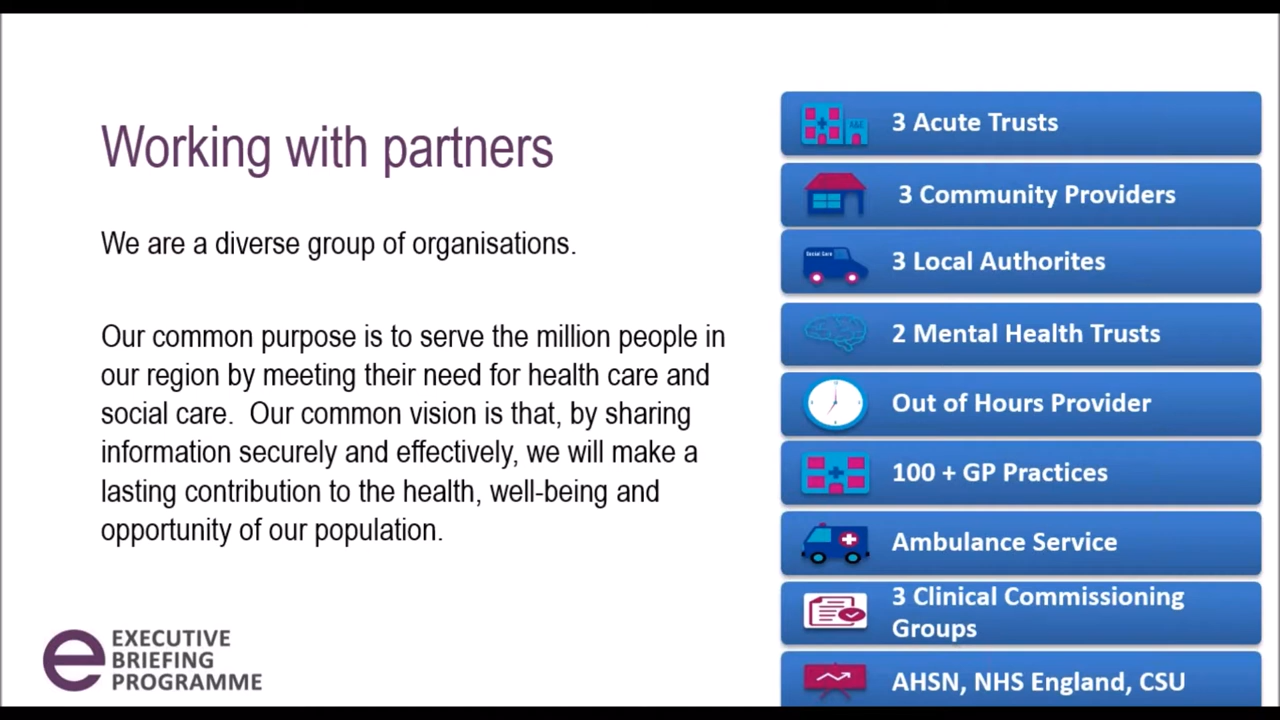 Working with partners
We are a diverse group of organisations.
Our common purpose is to serve the million people in
our region by meeting their need for health care and
social care.  Our common vision is that, by sharing
information securely and effectively, we will make a
lasting contribution to the health, well-being and
opportunity of our population.
e EXECUTIVE
BRIEFING
PROGRAMME
A&E
3 Acute Trusts
3 Community Providers
Social Care
3 Local Authorites
2 Mental Health Trusts
Out of Hours Provider
100 + GP Practices
Ambulance Service
3 Clinical Commissioning
Groups
AHSN, NHS England, CSU